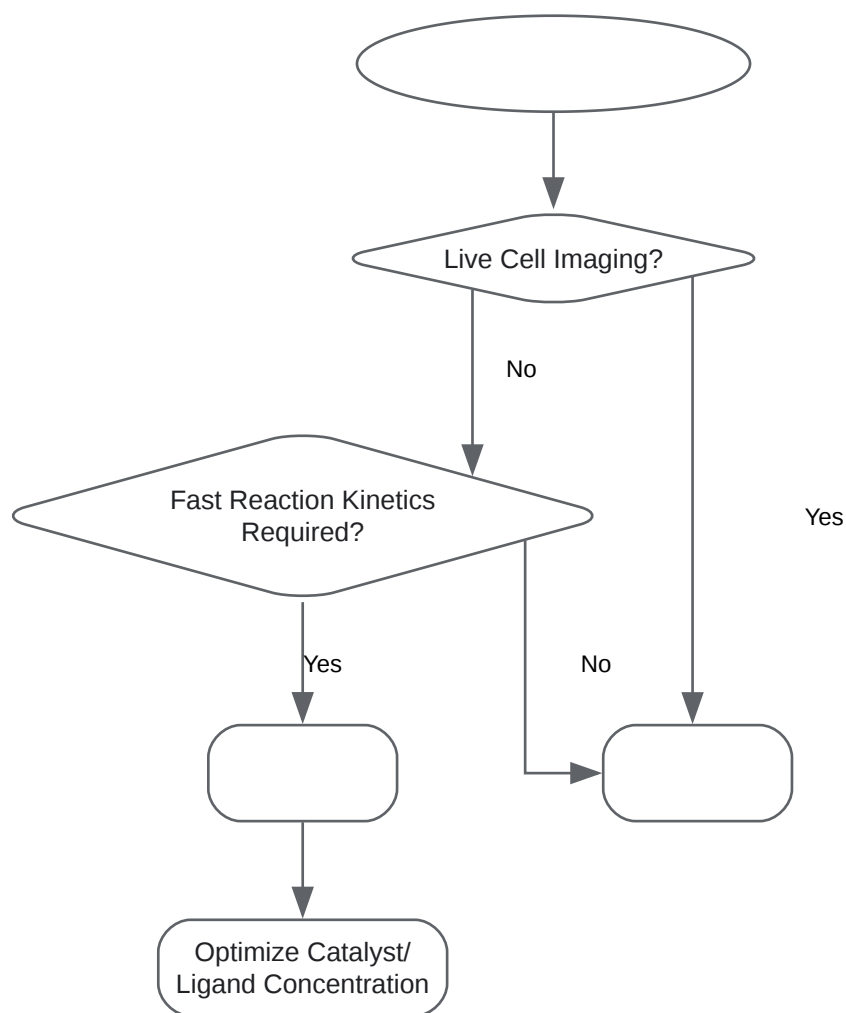 Live Cell Imaging?
No
Fast Reaction Kinetics
Required?
Yes
Yes
No
Optimize Catalyst/
Ligand Concentration